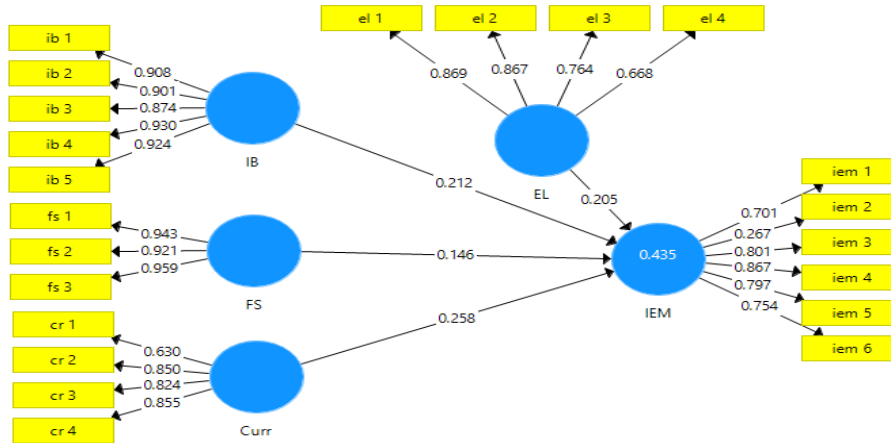 el 1
el 2
el 3
el 4
0.869
0.867
0.764
0.668
EL
0.205
ib 1
ib 2
ib 3
ib 4
ib 5
0.908
0.901
0.874
0.930
0.924
IB
0.212
fs 1
fs 2
fs 3
0.943
0.921
0.959
FS
0.146
cr 1
cr 2
cr 3
cr 4
0.630
0.850
0.824
0.855
Curr
0.258
0.435
IEM
0.701
0.267
0.801
0.867
0.797
0.754
iem 1
iem 2
iem 3
iem 4
iem 5
iem 6